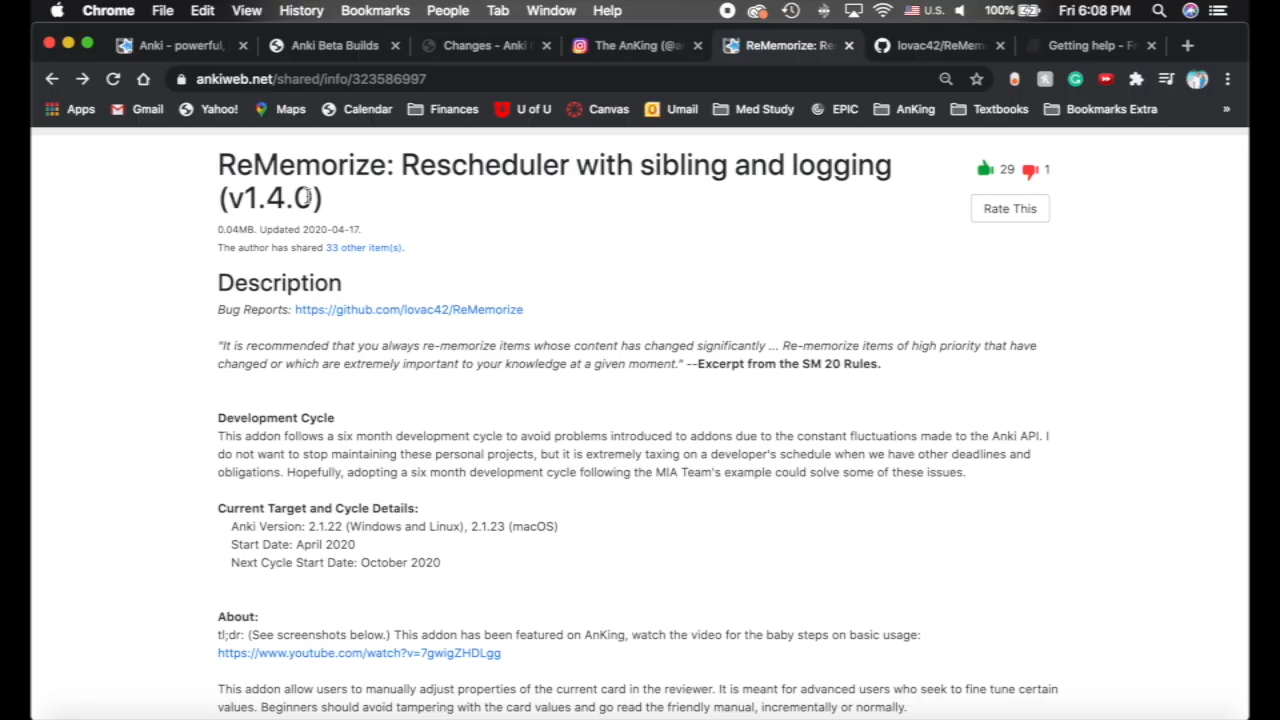 Chrome File Edit View History Bookmarks People Tab Window Help U.S. 100% Fri 6:08 PM
Anki - powerful, Anki Beta Builds Changes - Anki The AnKing (@a ReMemorize: Re lovac42/ReMem Getting help - F
ankiweb.net/shared/info/323586997
Apps Gmail Yahoo! Maps Calendar Finances U of U Canvas Umail Med Study EPIC AnKing Textbooks Bookmarks Extra »
ReMemorize: Rescheduler with sibling and logging
(v1.4.0)
29 1
Rate This
0.04MB. Updated 2020-04-17.
The author has shared 33 other item(s).
Description
Bug Reports: https://github.com/lovac42/ReMemorize
"It is recommended that you always re-memorize items whose content has changed significantly ... Re-memorize items of high priority that have
changed or which are extremely important to your knowledge at a given moment." --Excerpt from the SM 20 Rules.
Development Cycle
This addon follows a six month development cycle to avoid problems introduced to addons due to the constant fluctuations made to the Anki API. I
do not want to stop maintaining these personal projects, but it is extremely taxing on a developer's schedule when we have other deadlines and
obligations. Hopefully, adopting a six month development cycle following the MIA Team's example could solve some of these issues.
Current Target and Cycle Details:
Anki Version: 2.1.22 (Windows and Linux), 2.1.23 (macOS)
Start Date: April 2020
Next Cycle Start Date: October 2020
About:
tl;dr: (See screenshots below.) This addon has been featured on AnKing, watch the video for the baby steps on basic usage:
https://www.youtube.com/watch?v=7gwigZHDLgg
This addon allow users to manually adjust properties of the current card in the reviewer. It is meant for advanced users who seek to fine tune certain
values. Beginners should avoid tampering with the card values and go read the friendly manual, incrementally or normally.